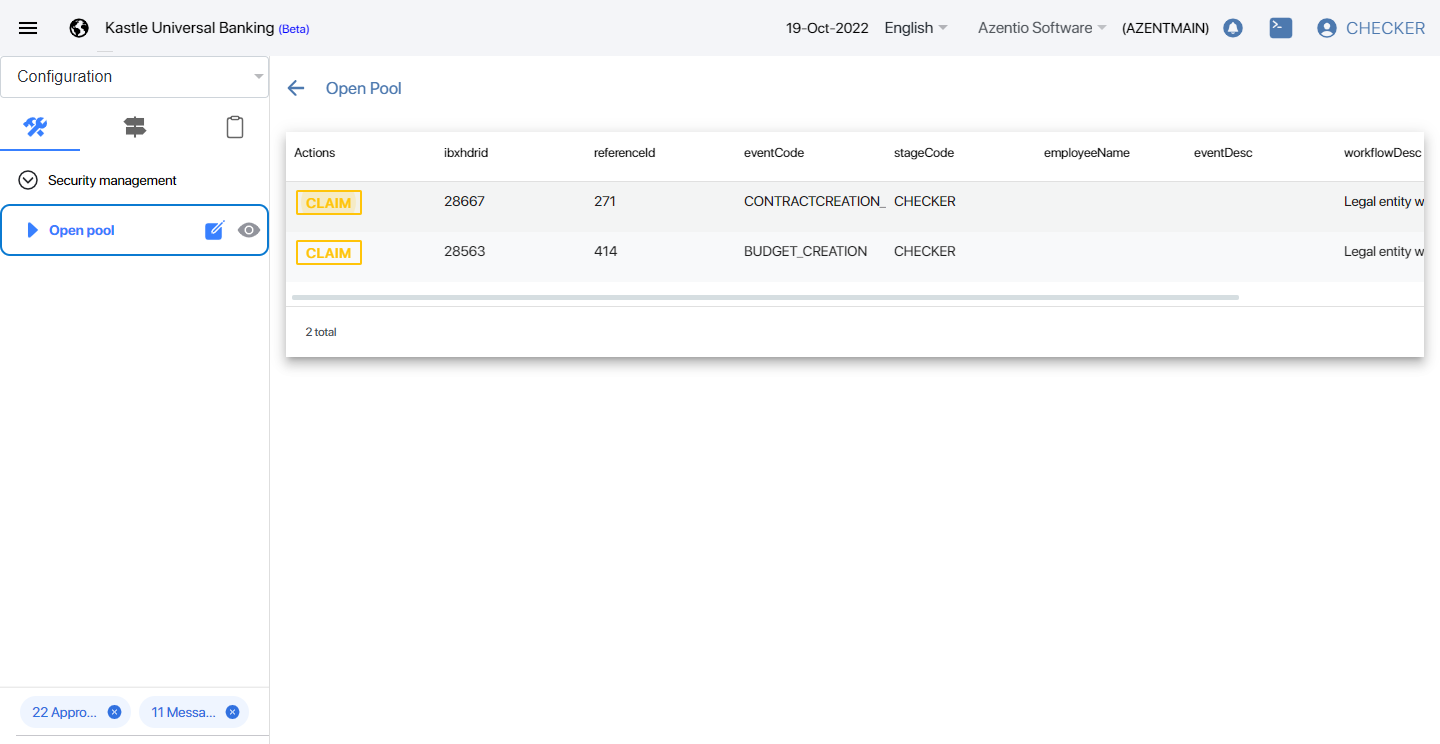 Kastle Universal Banking (Beta) 19-Oct-2022 English Azentio Software (AZENTMAIN) CHECKER
Configuration
Security management
Open pool
22 Appro...
11 Messa...
Open Pool
Actions ibxhdrid referenceId eventCode stageCode employeeName eventDesc workflowDesc
CLAIM 28667 271 CONTRACTCREATION_ CHECKER Legal entity w
CLAIM 28563 414 BUDGET_CREATION CHECKER Legal entity w
2 total